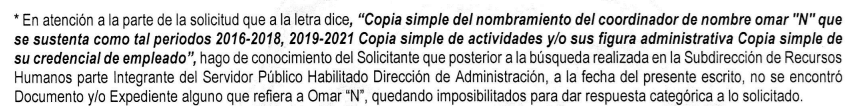 * En atención a la parte de la solicitud que a la letra dice, “Copia simple del nombramiento del coordinador de nombre omar "N" que
se sustenta como tal periodos 2016-2018, 2019-2021 Copia simple de actividades y/o sus figura administrativa Copia simple de
su credencial de empleado”, hago de conocimiento del Solicitante que posterior a la búsqueda realizada en la Subdirección de Recursos
Humanos parte Integrante del Servidor Público Habilitado Dirección de Administración, a la fecha del presente escrito, no se encontró
Documento y/o Expediente alguno que refiera a Omar “N”, quedando imposibilitados para dar respuesta categórica a lo solicitado.